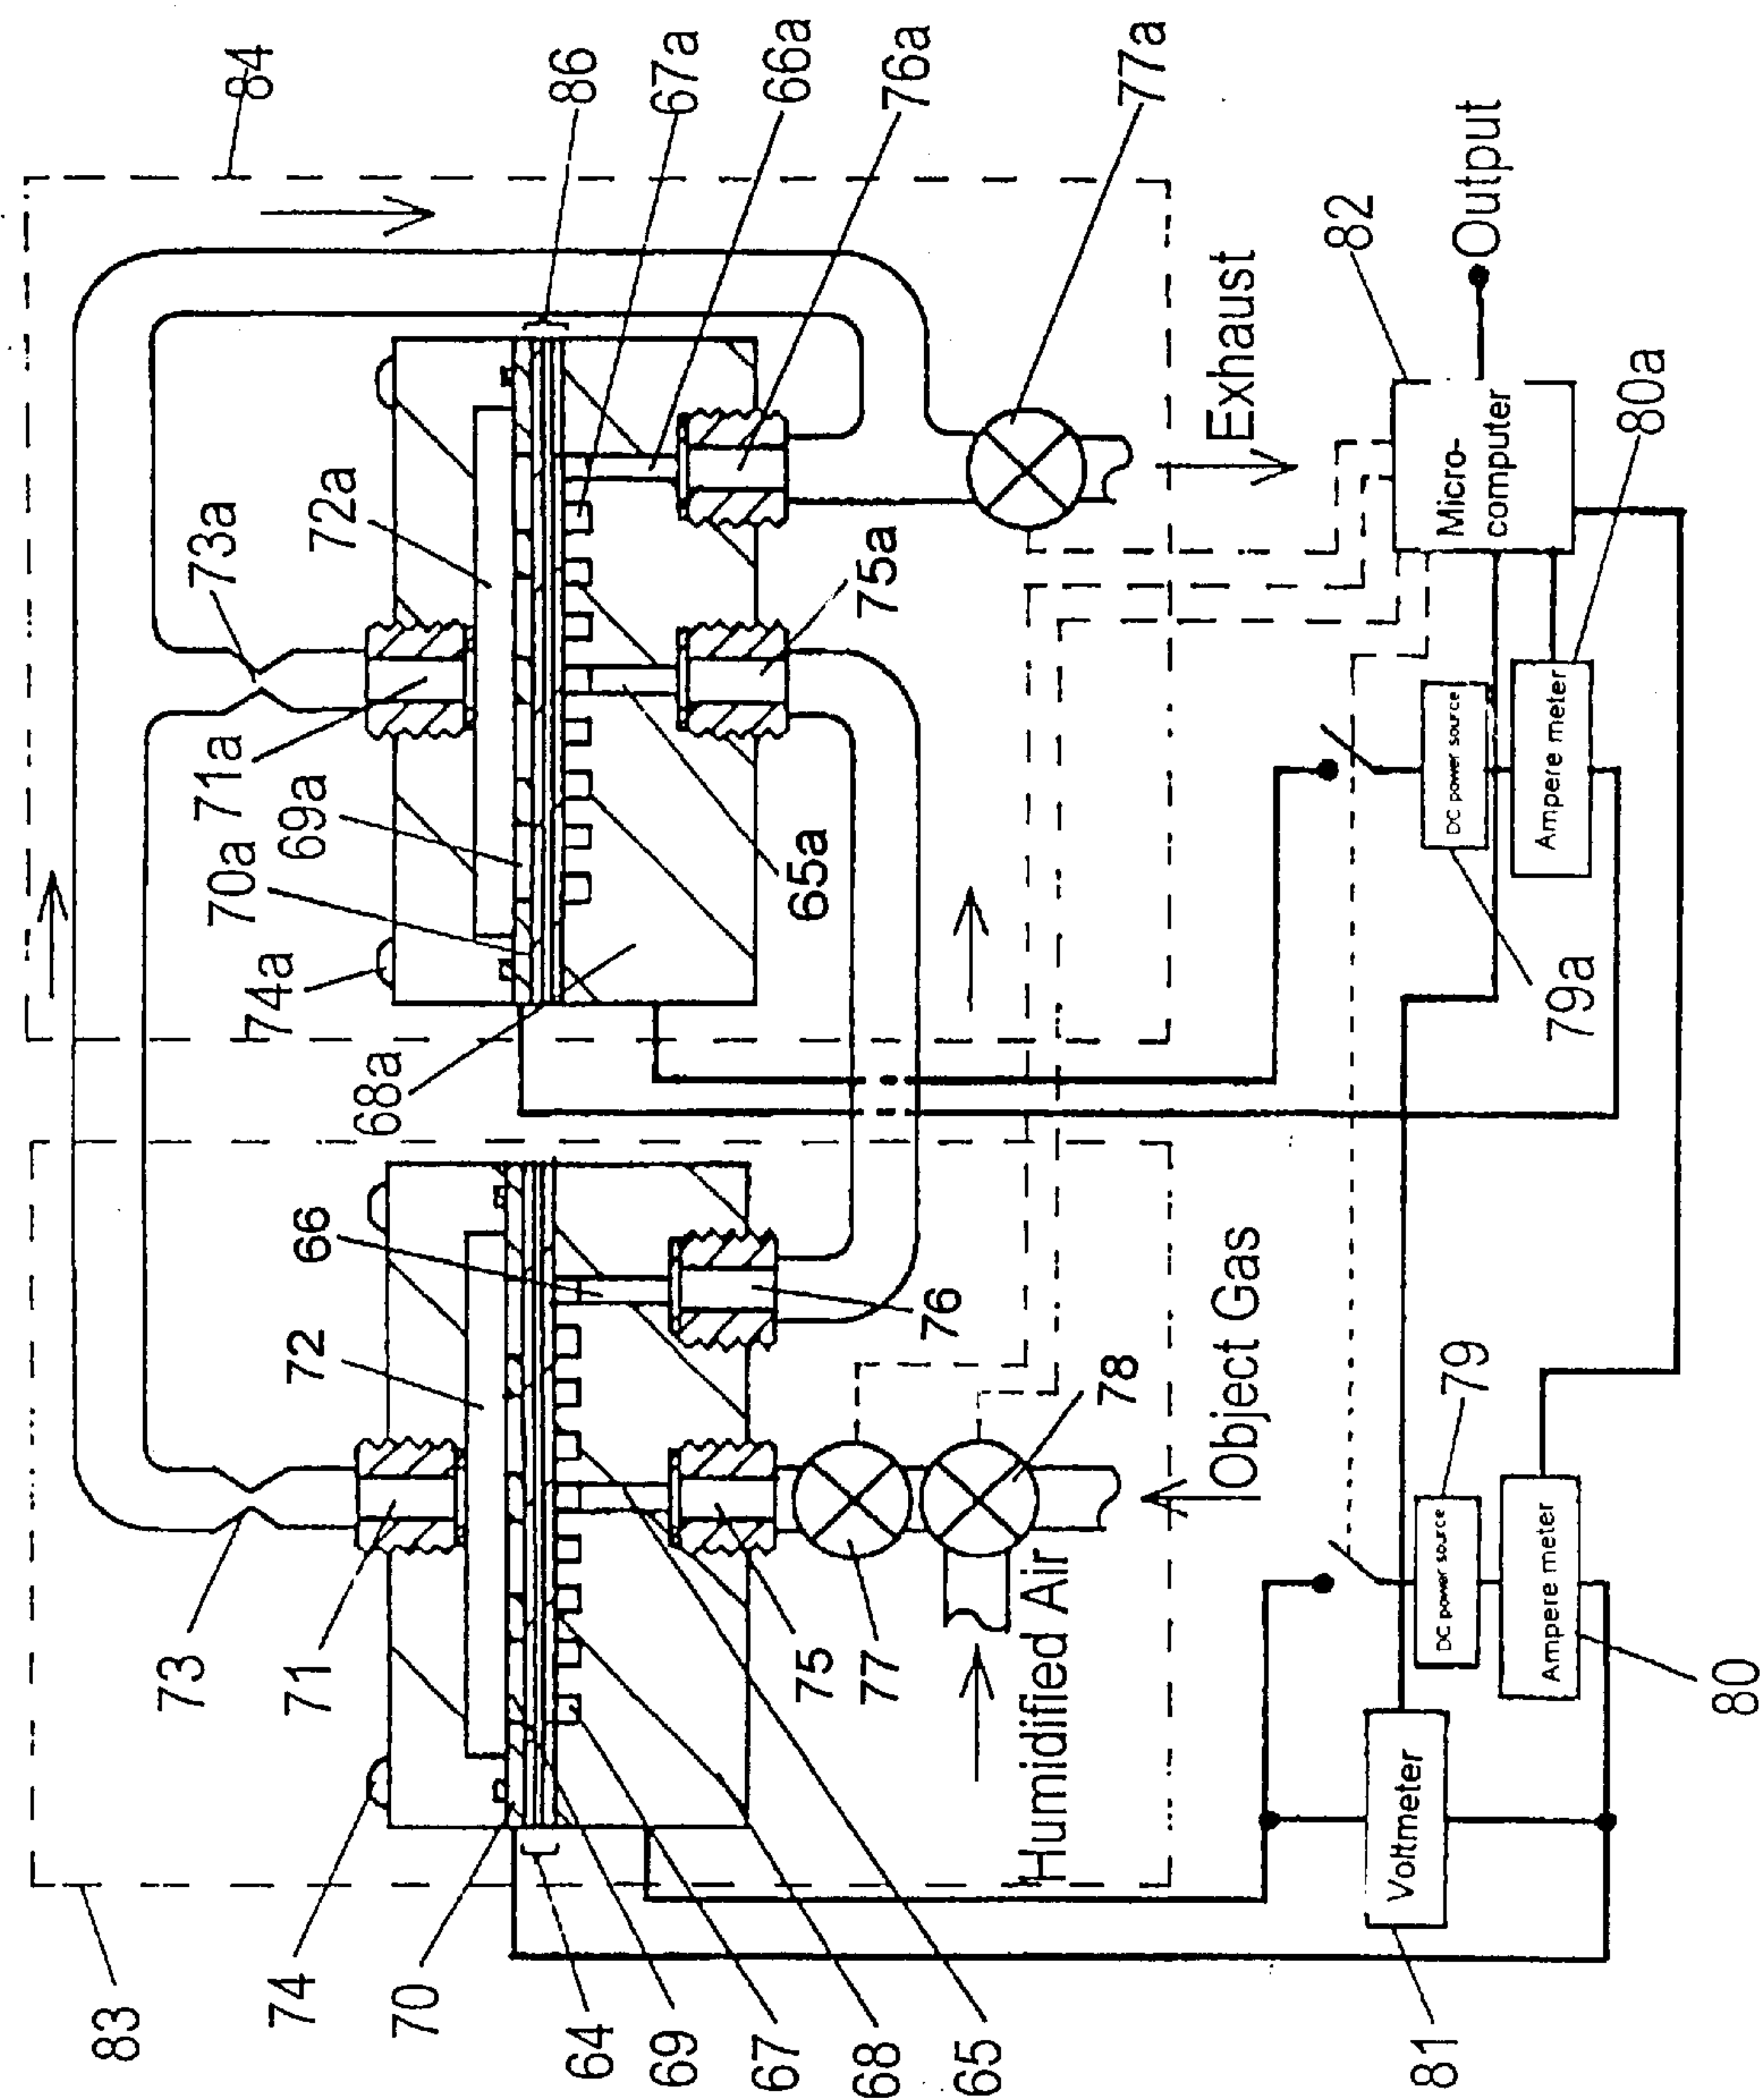 84
86
67a
66a
76a
77a
Exhaust
82
Output
Micro-
computer
80a
73a
72a
75a
71a
69a
70a
74a
65a
68a
DC power source
Ampere meter
79a
66
72
76
78
Object Gas
79
73
71
75
77
Humidified Air
DC power source
Ampere meter
80
Voltmeter
81
74
83
70
69
64
67
68
65